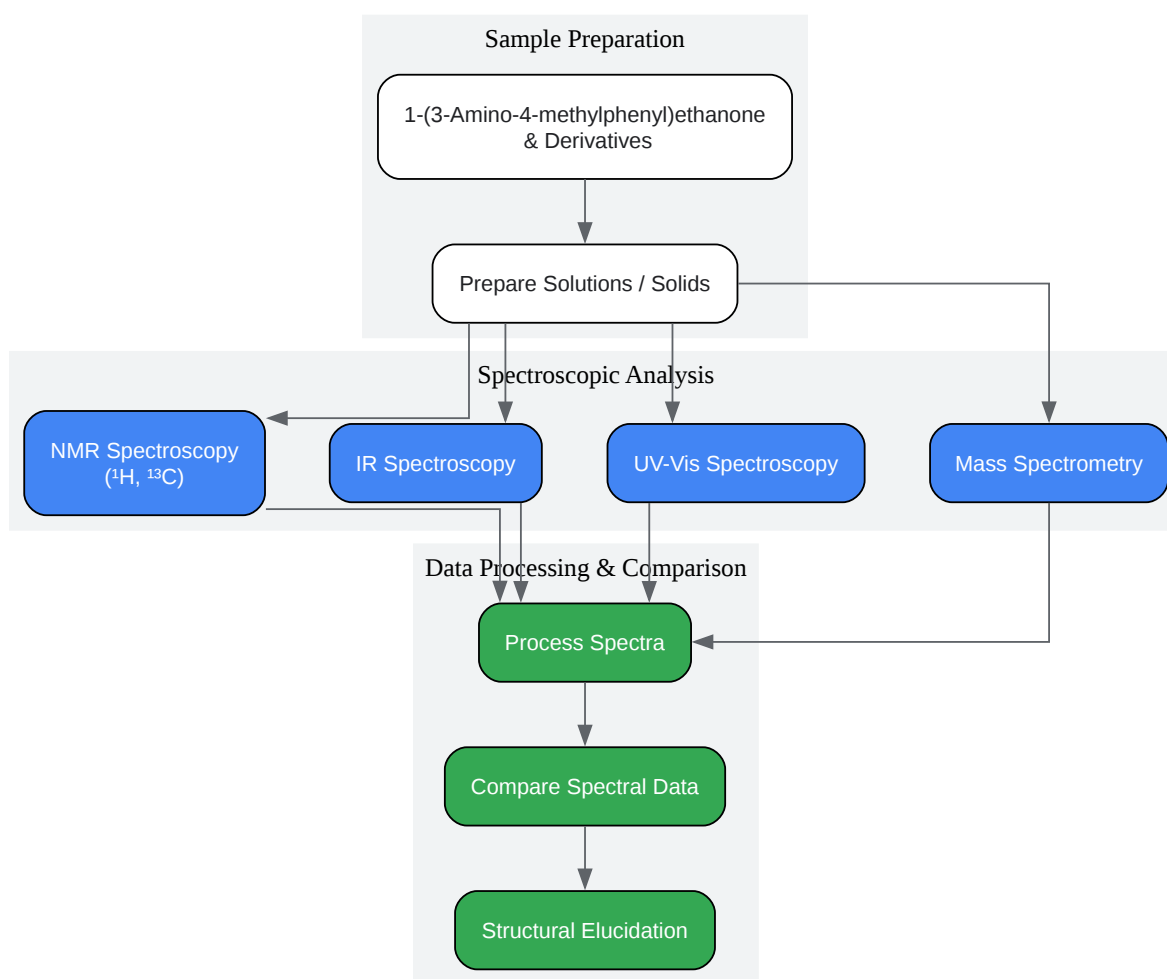 Sample Preparation
1-(3-Amino-4-methylphenyl)ethanone
& Derivatives
Prepare Solutions / Solids
Spectroscopic Analysis
NMR Spectroscopy
(¹H, ¹³C)
IR Spectroscopy
UV-Vis Spectroscopy
Mass Spectrometry
Data Processing & Comparison
Process Spectra
Compare Spectral Data
Structural Elucidation